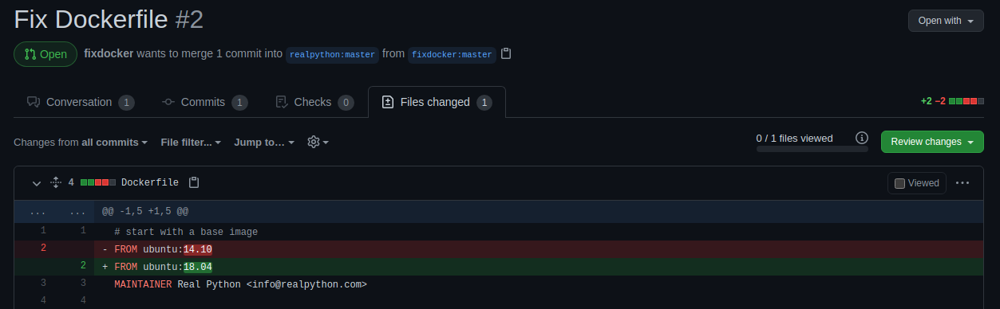 Fix Dockerfile #2
Open with
Open fixdocker wants to merge 1 commit into realpython:master from fixdocker:master
Conversation 1 Commits 1 Checks 0 Files changed 1 +2 −2
Changes from all commits File filter... Jump to... 0 / 1 files viewed Review changes
4 Dockerfile Viewed ...
... ... @@ -1,5 +1,5 @@
1 1 # start with a base image
2 - FROM ubuntu:14.10
2 + FROM ubuntu:18.04
3 3 MAINTAINER Real Python <info@realpython.com>
4 4